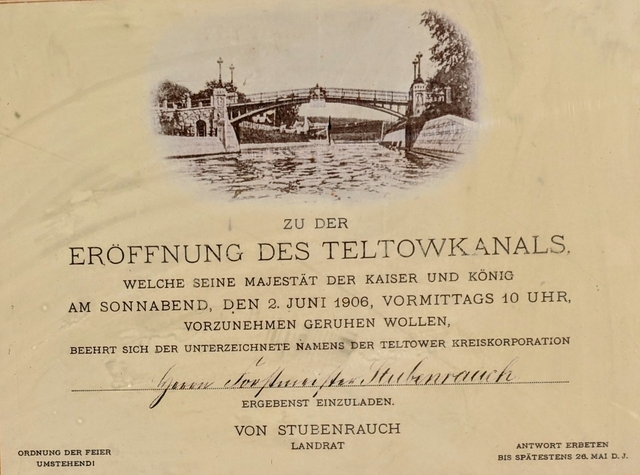 ZU DER
ERÖFFNUNG DES TELTOWKANALS,
WELCHE SEINE MAJESTÄT DER KAISER UND KÖNIG
AM SONNABEND, DEN 2. JUNI 1906, VORMITTAGS 10 UHR,
VORZUNEHMEN GERUHEN WOLLEN,
BEEHRT SICH DER UNTERZEICHNETE NAMENS DER TELTOWER KREISKORPORATION
Herrn Forstmeister Stubenrauch
ERGEBENST EINZULADEN.
VON STUBENRAUCH
LANDRAT
ORDNUNG DER FEIER
UMSTEHEND!
ANTWORT ERBETEN
BIS SPÄTESTENS 26. MAI D. J.